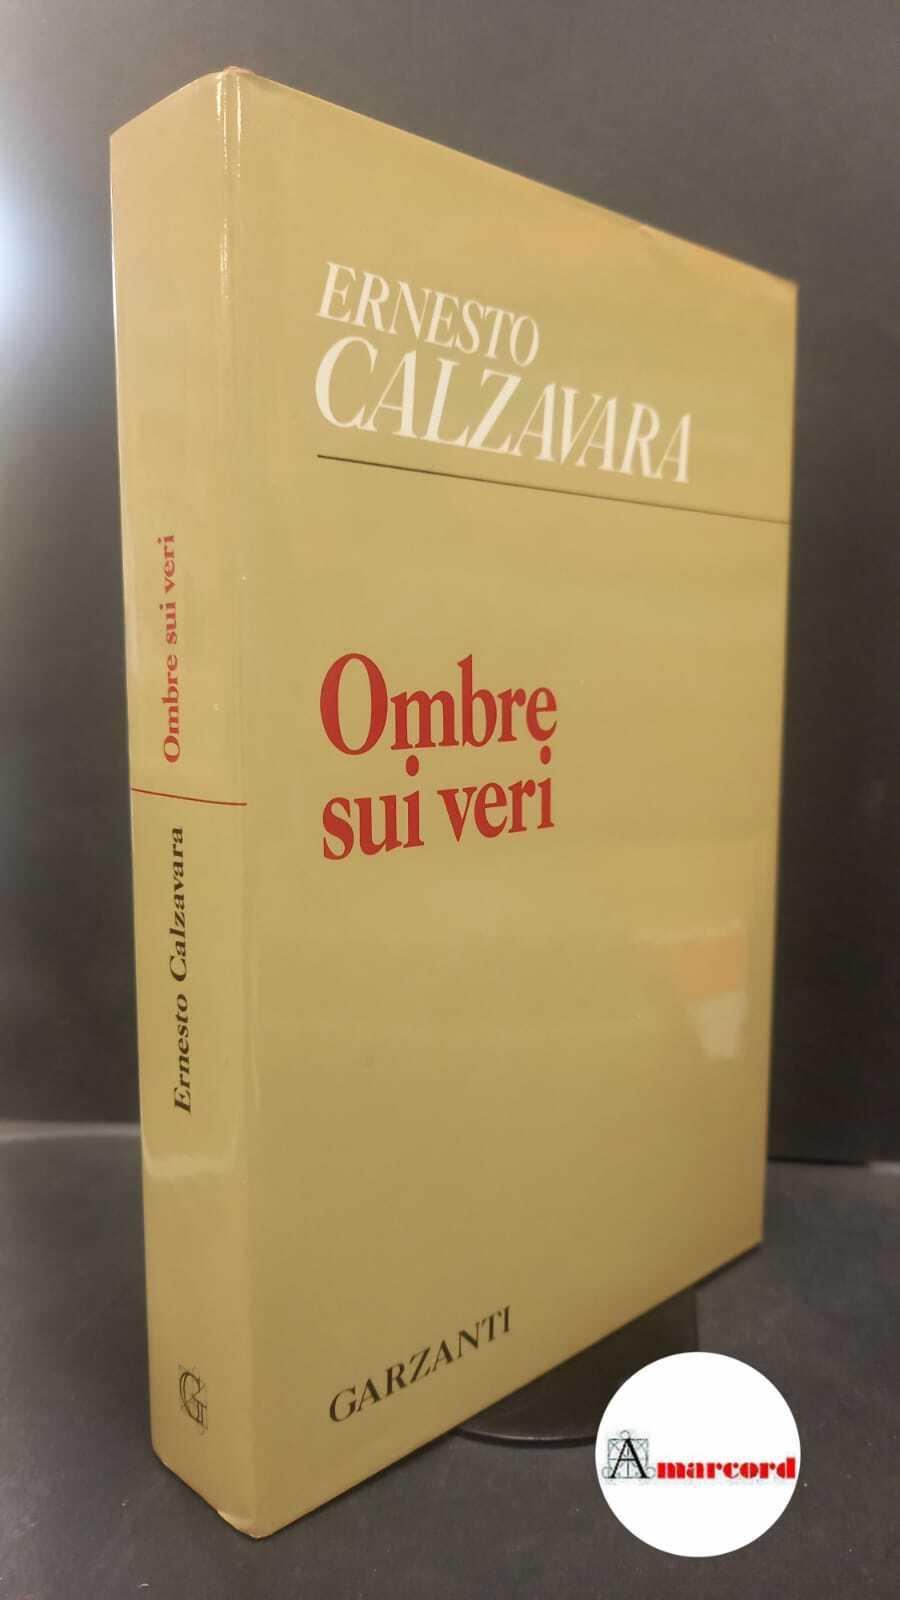 ERNESTO
CALZAVARA
Ombre
sui veri
GARZANTI
Ernesto Calzavara
Ombre sui veri
G
Amarcord